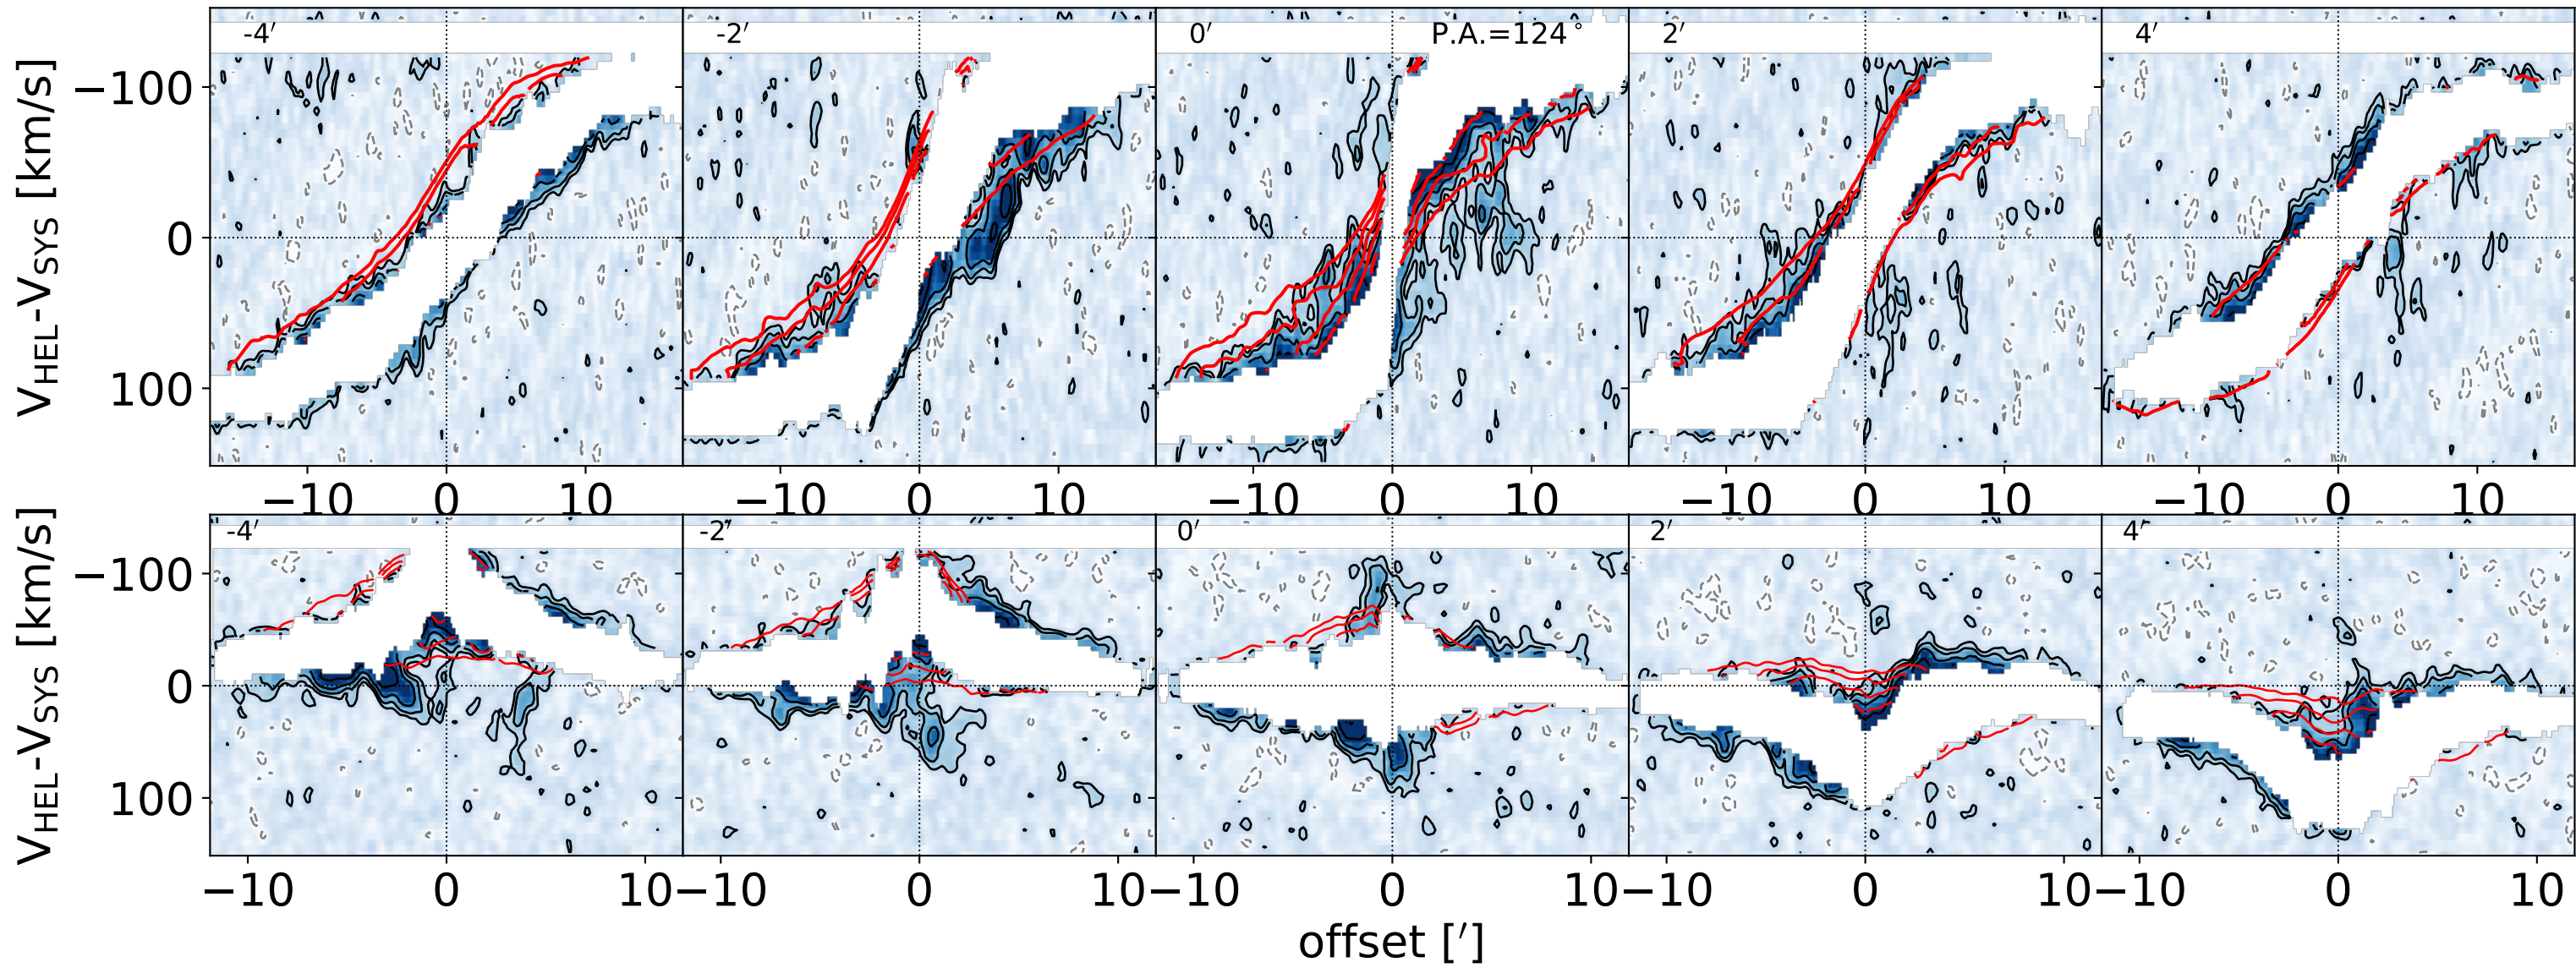 -4′ -2′ 0′ P.A.=124° 2′ 4′
V_HEL-V_SYS [km/s]
−100
0
100
−10 0 10 −10 0 10 −10 0 10 −10 0 10 −10 0 10
-4′ -2′ 0′ 2′ 4′
V_HEL-V_SYS [km/s]
−100
0
100
−10 0 10 −10 0 10 −10 0 10 −10 0 10 −10 0 10
offset [′]